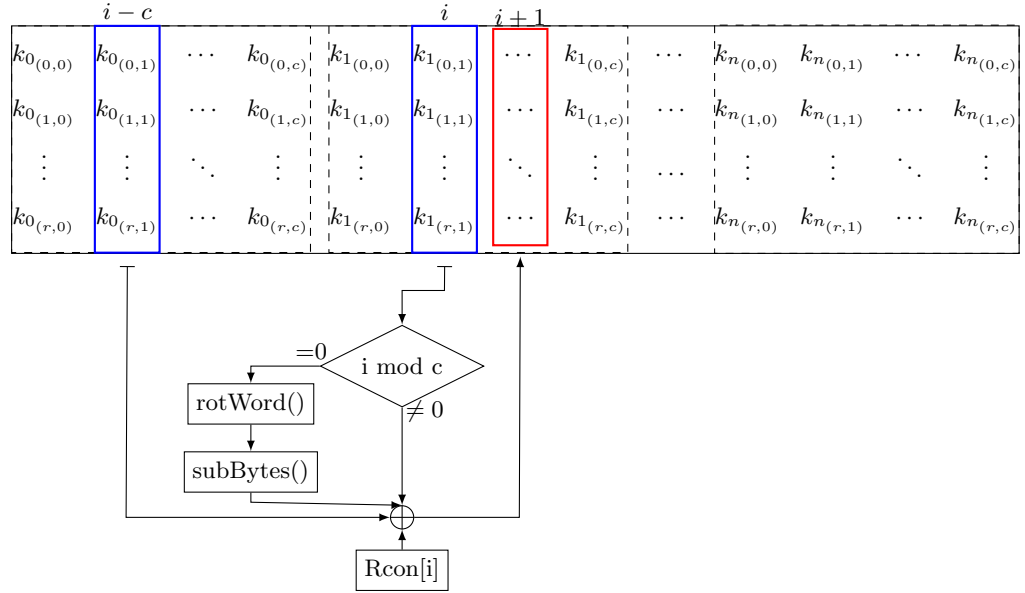 i − c i i + 1
k0(0,0) k0(0,1) ⋯ k0(0,c) k1(0,0) k1(0,1) ⋯ k1(0,c) ⋯ kn(0,0) kn(0,1) ⋯ kn(0,c)
k0(1,0) k0(1,1) ⋯ k0(1,c) k1(1,0) k1(1,1) ⋯ k1(1,c) ⋯ kn(1,0) kn(1,1) ⋯ kn(1,c)
⋮ ⋮ ⋱ ⋮ ⋮ ⋮ ⋱ ⋮ ⋯ ⋮ ⋮ ⋱ ⋮
k0(r,0) k0(r,1) ⋯ k0(r,c) k1(r,0) k1(r,1) ⋯ k1(r,c) ⋯ kn(r,0) kn(r,1) ⋯ kn(r,c)
=0
i mod c
rotWord()
≠ 0
subBytes()
Rcon[i]